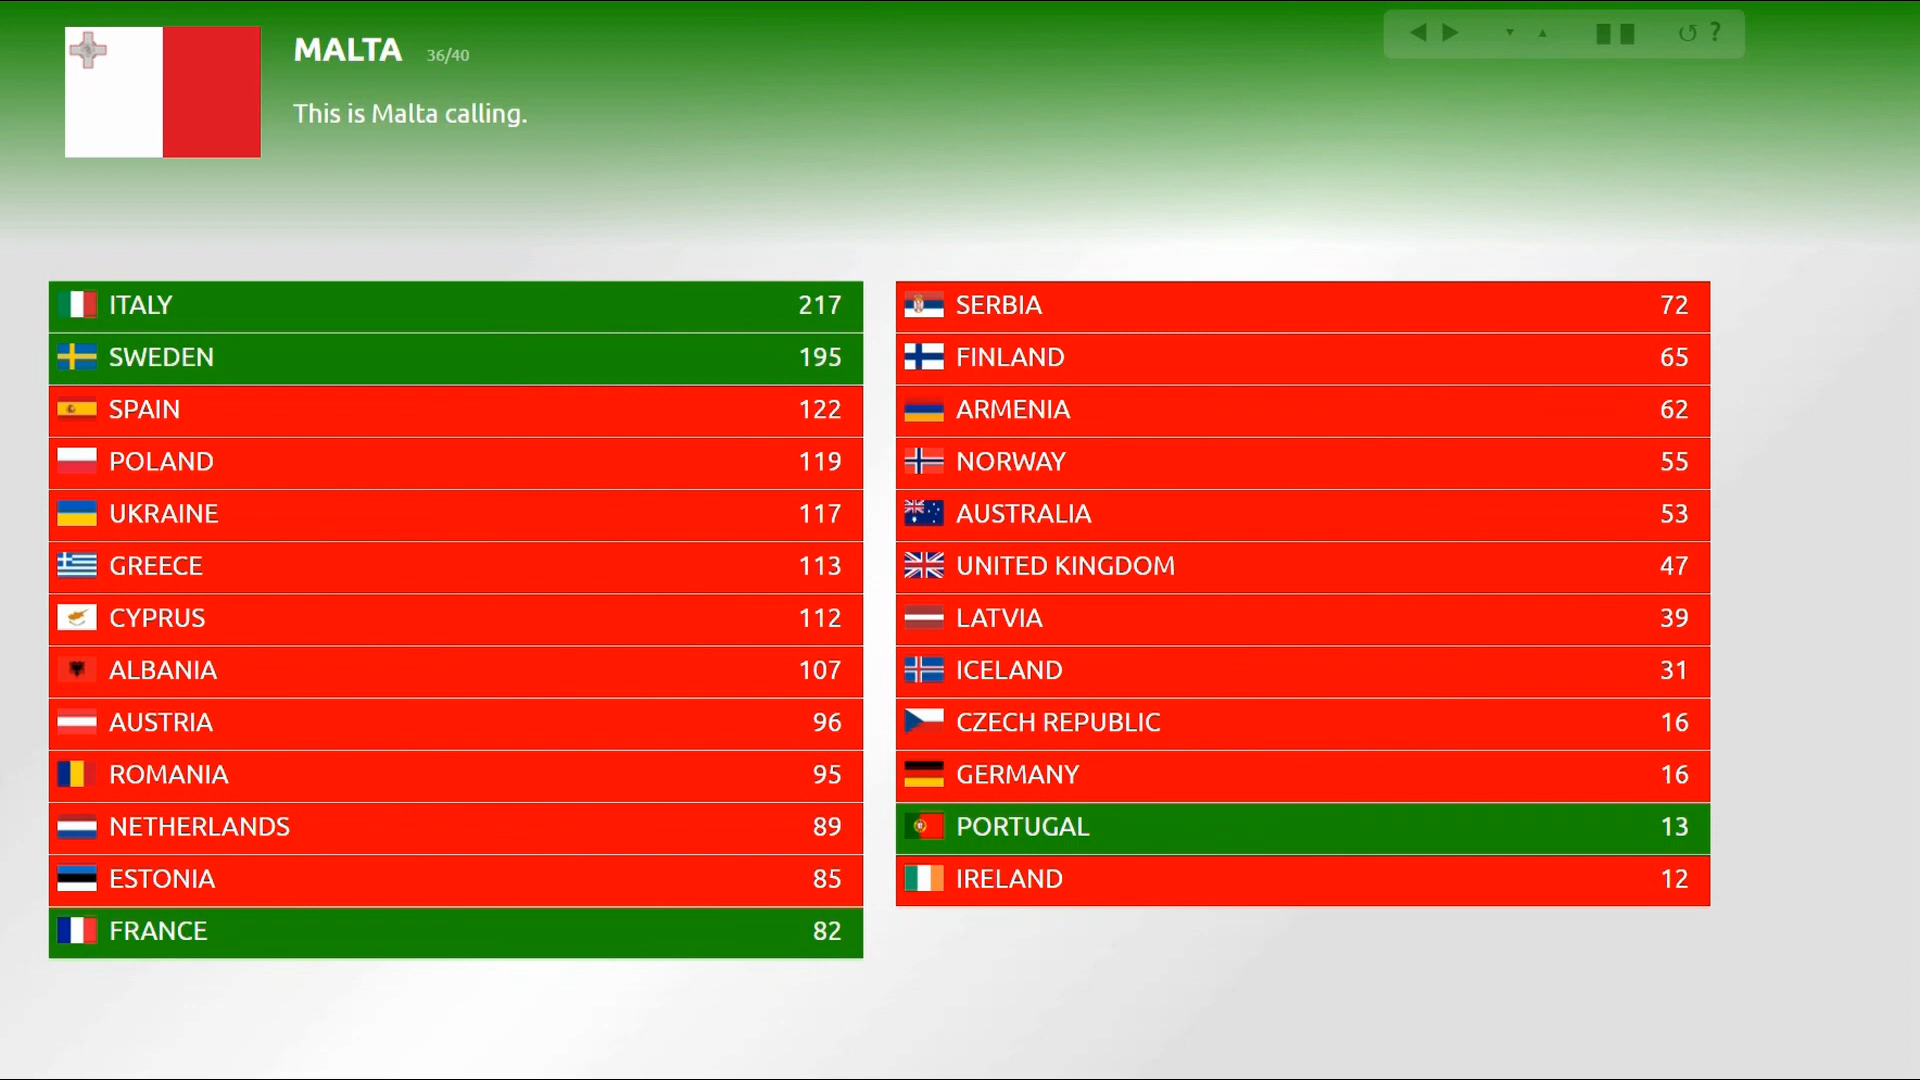 MALTA 36/40
This is Malta calling.
?
ITALY 217
SWEDEN 195
SPAIN 122
POLAND 119
UKRAINE 117
GREECE 113
CYPRUS 112
ALBANIA 107
AUSTRIA 96
ROMANIA 95
NETHERLANDS 89
ESTONIA 85
FRANCE 82
SERBIA 72
FINLAND 65
ARMENIA 62
NORWAY 55
AUSTRALIA 53
UNITED KINGDOM 47
LATVIA 39
ICELAND 31
CZECH REPUBLIC 16
GERMANY 16
PORTUGAL 13
IRELAND 12